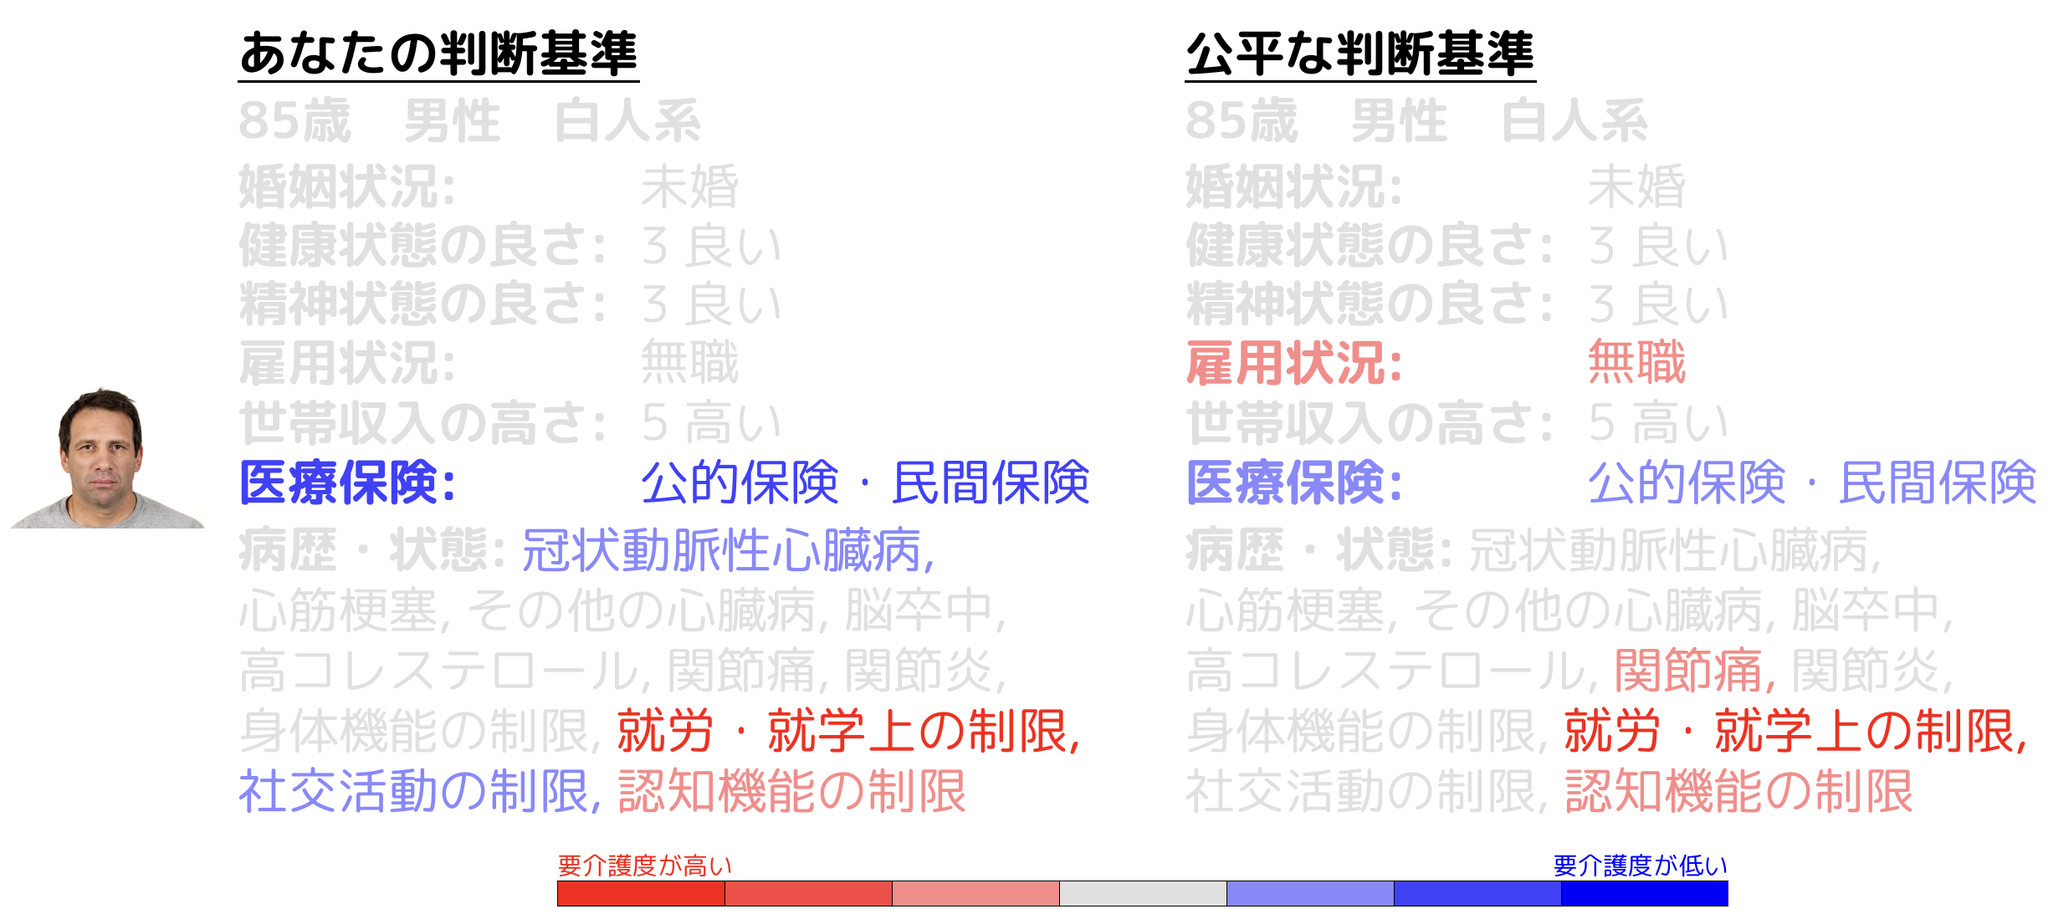 あなたの判断基準
85歳　男性　白人系
婚姻状況: 未婚
健康状態の良さ: 3 良い
精神状態の良さ: 3 良い
雇用状況: 無職
世帯収入の高さ: 5 高い
医療保険: 公的保険・民間保険
病歴・状態: 冠状動脈性心臓病,
心筋梗塞, その他の心臓病, 脳卒中,
高コレステロール, 関節痛, 関節炎,
身体機能の制限, 就労・就学上の制限,
社交活動の制限, 認知機能の制限
公平な判断基準
85歳　男性　白人系
婚姻状況: 未婚
健康状態の良さ: 3 良い
精神状態の良さ: 3 良い
雇用状況: 無職
世帯収入の高さ: 5 高い
医療保険: 公的保険・民間保険
病歴・状態: 冠状動脈性心臓病,
心筋梗塞, その他の心臓病, 脳卒中,
高コレステロール, 関節痛, 関節炎,
身体機能の制限, 就労・就学上の制限,
社交活動の制限, 認知機能の制限
要介護度が高い
要介護度が低い